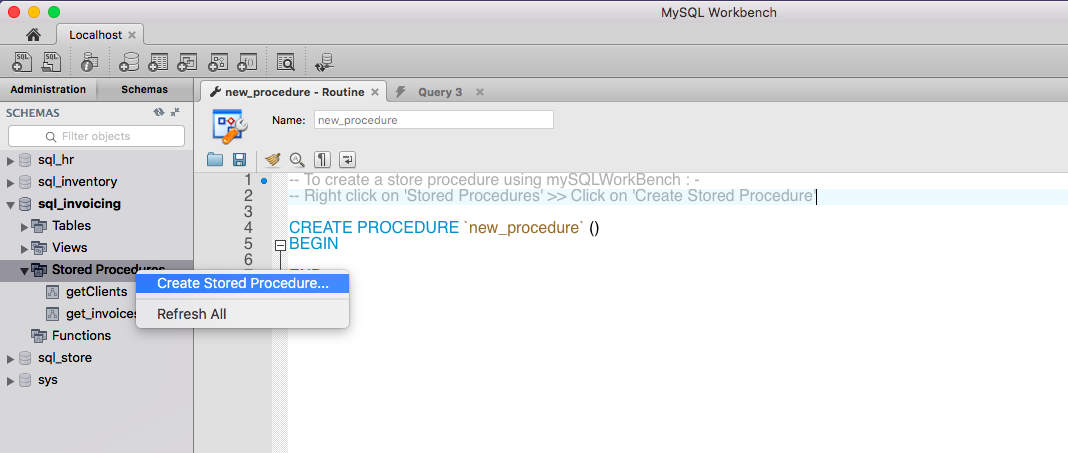 MySQL Workbench
Localhost
Administration
Schemas
SCHEMAS
Filter objects
sql_hr
sql_inventory
sql_invoicing
Tables
Views
Stored Procedures
getClients
get_invoices
Functions
sql_store
sys
Create Stored Procedure...
Refresh All
new_procedure - Routine
Query 3
Name: new_procedure
1 -- To create a store procedure using mySQLWorkBench : -
2 -- Right click on 'Stored Procedures' >> Click on 'Create Stored Procedure'
3
4 CREATE PROCEDURE `new_procedure` ()
5 BEGIN
6